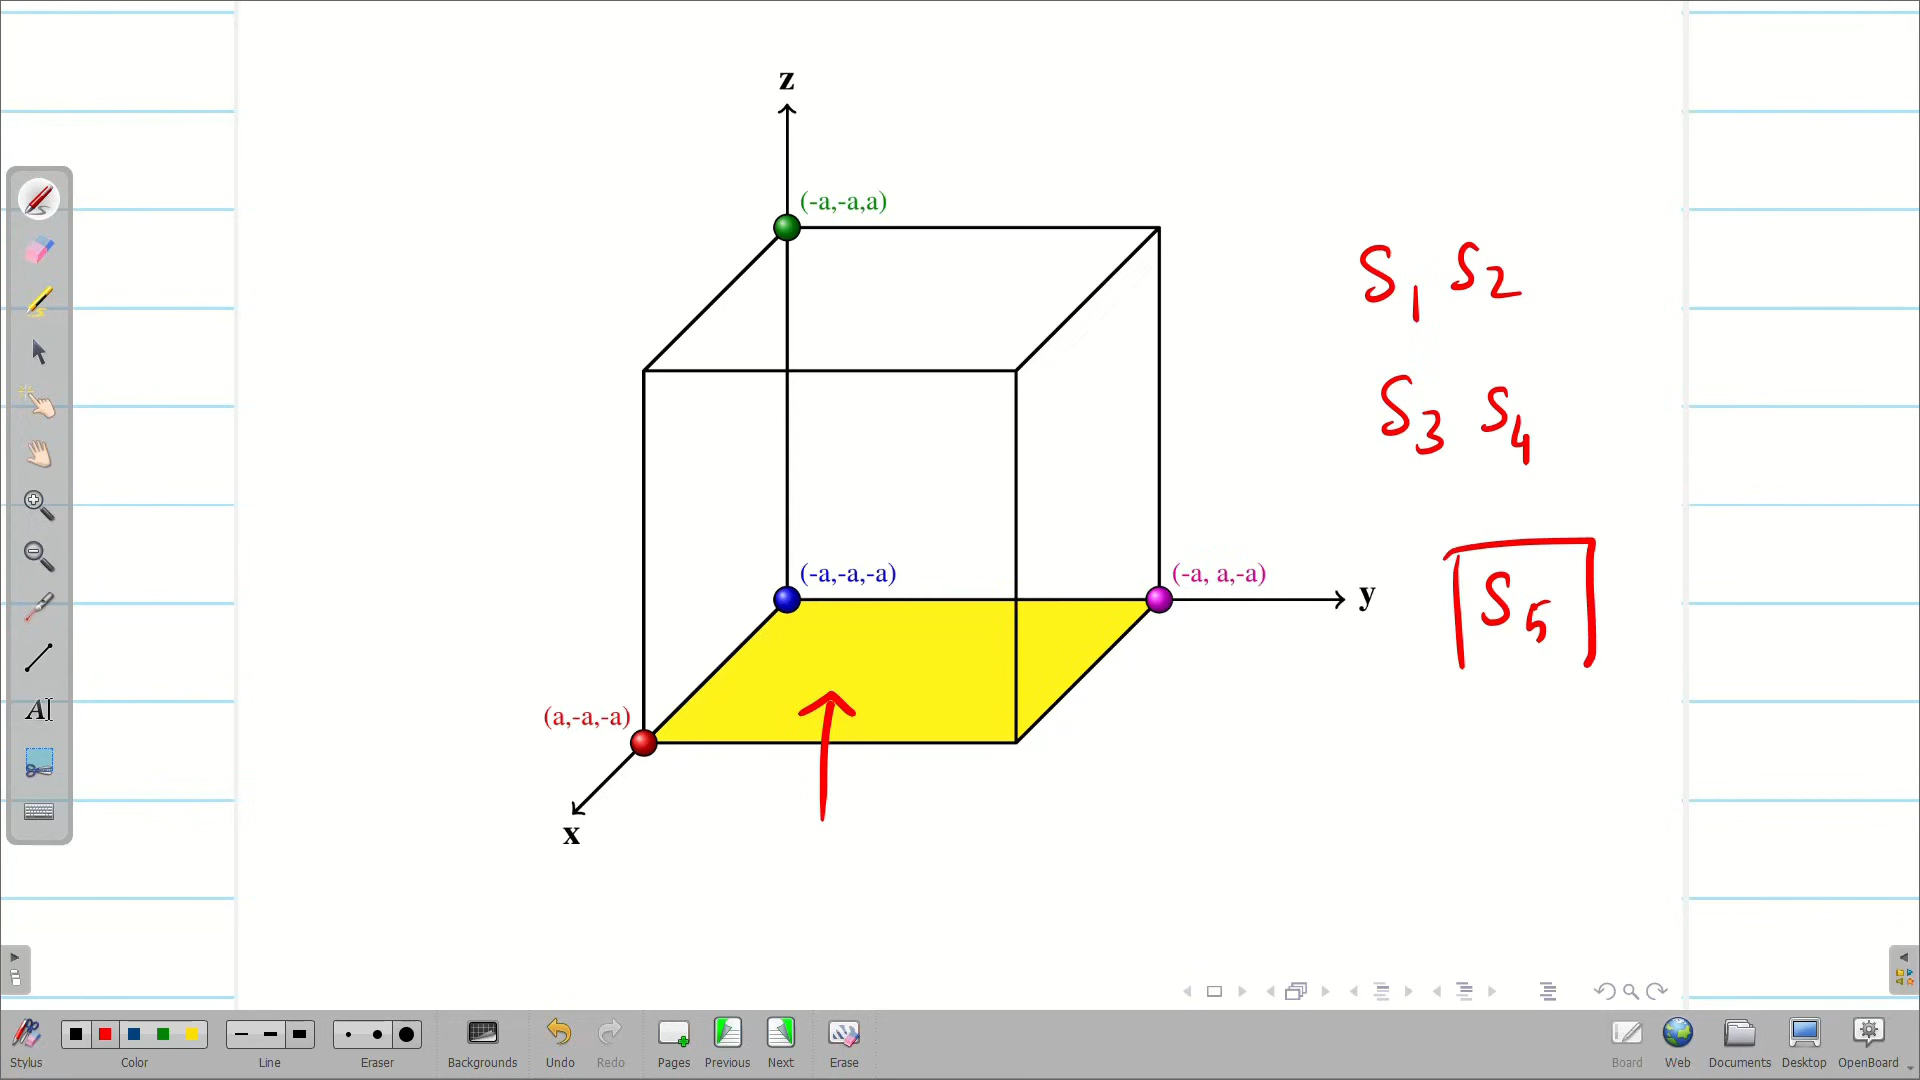 z
(-a,-a,a)
S1 S2
S3 S4
(-a,-a,-a)
(-a, a,-a)
y
S5
(a,-a,-a)
x
A
Stylus
Color
Line
Eraser
Backgrounds
Undo
Redo
Pages
Previous
Next
Erase
Board
Web
Documents
Desktop
OpenBoard